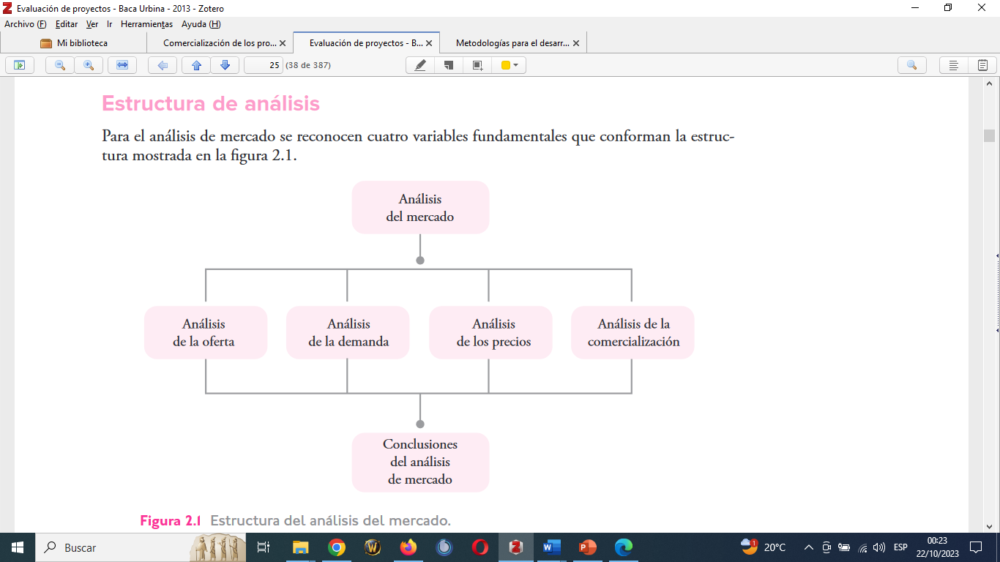 Evaluación de proyectos - Baca Urbina - 2013 - Zotero
Archivo (F) Editar Ver Ir Herramientas Ayuda (H)
Mi biblioteca Comercialización de los pro... Evaluación de proyectos - B... Metodologías para el desarr...
25 (38 de 387)
Estructura de análisis
Para el análisis de mercado se reconocen cuatro variables fundamentales que conforman la estruc-
tura mostrada en la figura 2.1.
Análisis
del mercado
Análisis
de la oferta
Análisis
de la demanda
Análisis
de los precios
Análisis de la
comercialización
Conclusiones
del análisis
de mercado
Figura 2.1 Estructura del análisis del mercado.
Buscar
1 20°C ESP
00:23
22/10/2023